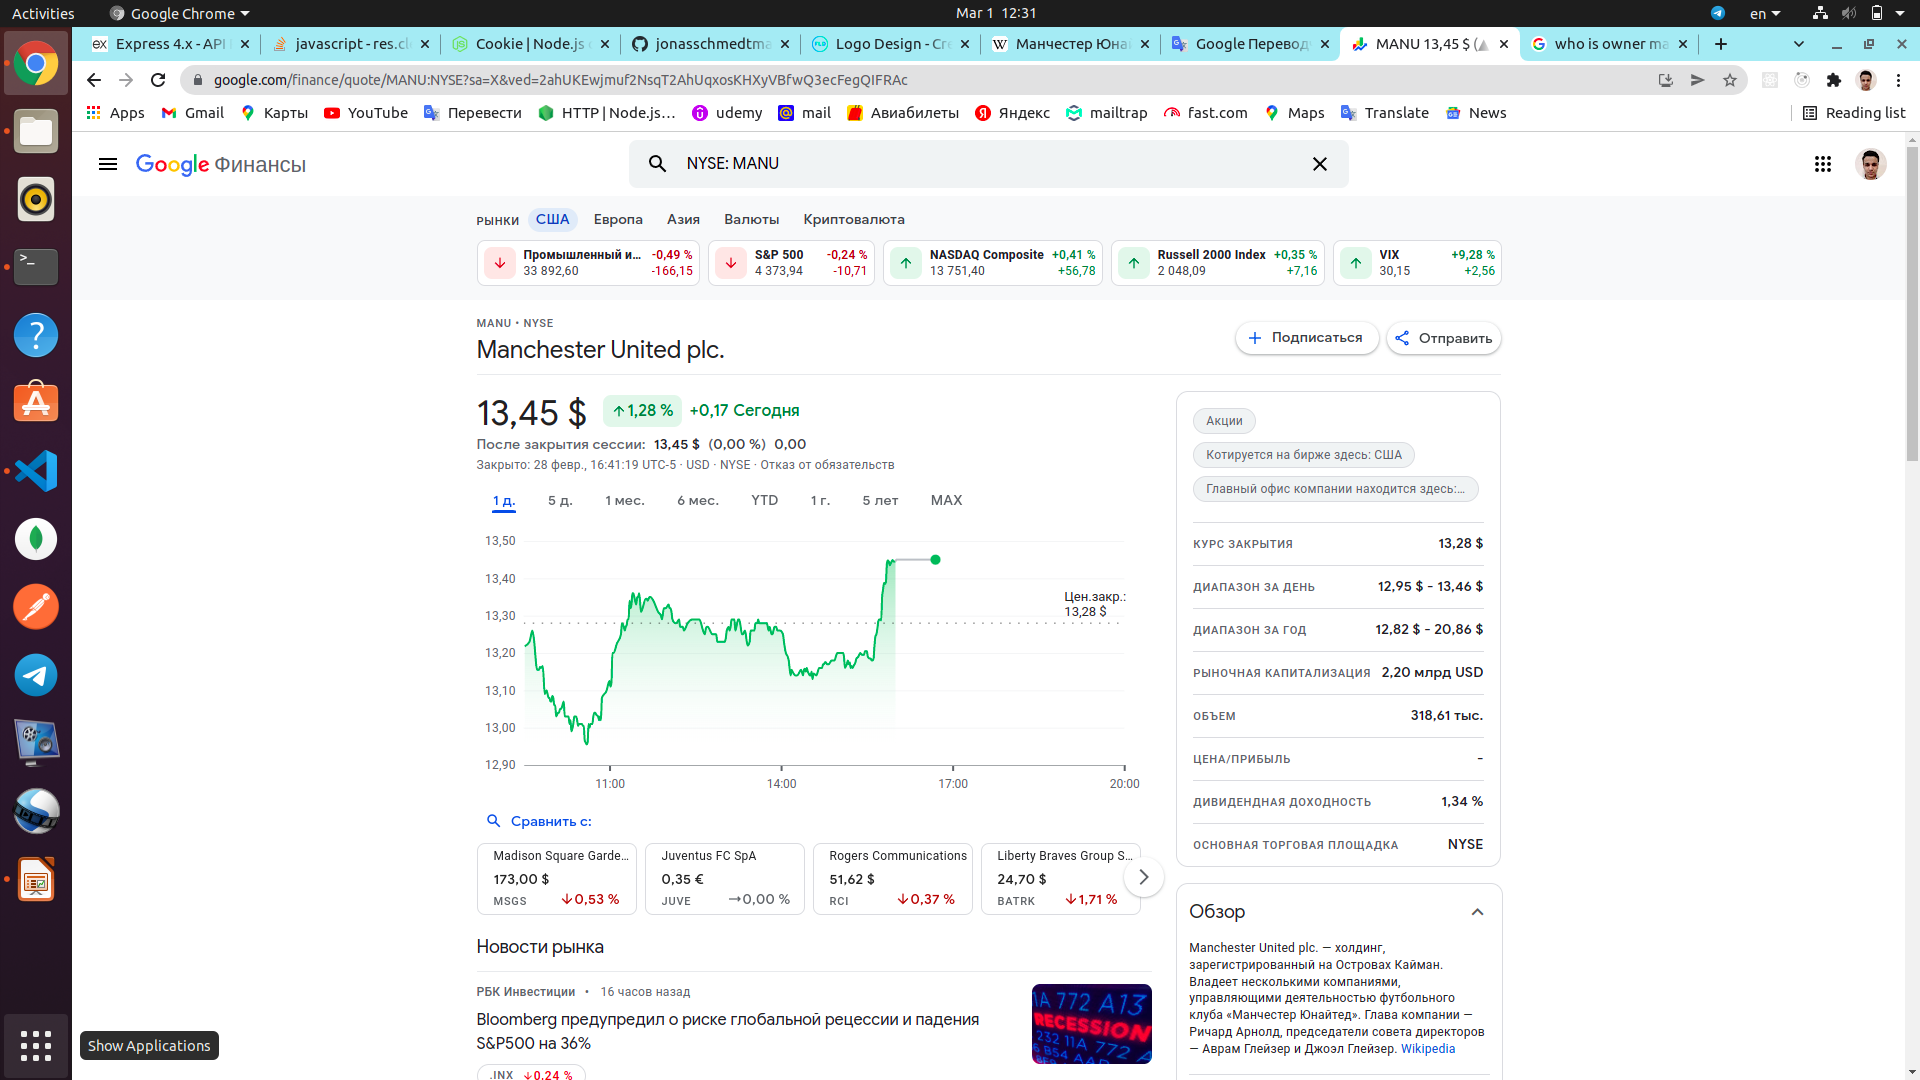 Activities
Google Chrome
Mar 1 12:31
en
Express 4.x - API
javascript - res.cl
Cookie | Node.js
jonasschmedtma
Logo Design - Cre
Манчестер Юнай
Google Переводч
MANU 13,45 $ (
who is owner ma
google.com/finance/quote/MANU:NYSE?sa=X&ved=2ahUKEwjmuf2NsqT2AhUqxosKHXyVBfwQ3ecFegQIFRAc
Apps
Gmail
Карты
YouTube
Перевести
HTTP | Node.js…
udemy
mail
Авиабилеты
Яндекс
mailtrap
fast.com
Maps
Translate
News
Reading list
Google Финансы
NYSE: MANU
РЫНКИ
США
Европа
Азия
Валюты
Криптовалюта
Промышленный и… -0,49 %
33 892,60 -166,15
S&P 500 -0,24 %
4 373,94 -10,71
NASDAQ Composite +0,41 %
13 751,40 +56,78
Russell 2000 Index +0,35 %
2 048,09 +7,16
VIX +9,28 %
30,15 +2,56
MANU • NYSE
Manchester United plc.
Подписаться
Отправить
13,45 $ 1,28 % +0,17 Сегодня
После закрытия сессии: 13,45 $ (0,00 %) 0,00
Закрыто: 28 февр., 16:41:19 UTC-5 · USD · NYSE · Отказ от обязательств
1 д.
5 д.
1 мес.
6 мес.
YTD
1 г.
5 лет
MAX
13,50
13,40
13,30
13,20
13,10
13,00
12,90
Цен.закр.:
13,28 $
11:00
14:00
17:00
20:00
Сравнить с:
Madison Square Garde…
173,00 $
MSGS 0,53 %
Juventus FC SpA
0,35 €
JUVE 0,00 %
Rogers Communications
51,62 $
RCI 0,37 %
Liberty Braves Group S…
24,70 $
BATRK 1,71 %
Новости рынка
РБК Инвестиции • 16 часов назад
Bloomberg предупредил о риске глобальной рецессии и падения
S&P500 на 36%
.INX 0,24 %
1A 772 A13
RECESSION
232 11A 772
Акции
Котируется на бирже здесь: США
Главный офис компании находится здесь:…
КУРС ЗАКРЫТИЯ 13,28 $
ДИАПАЗОН ЗА ДЕНЬ 12,95 $ - 13,46 $
ДИАПАЗОН ЗА ГОД 12,82 $ - 20,86 $
РЫНОЧНАЯ КАПИТАЛИЗАЦИЯ 2,20 млрд USD
ОБЪЕМ 318,61 тыс.
ЦЕНА/ПРИБЫЛЬ -
ДИВИДЕНДНАЯ ДОХОДНОСТЬ 1,34 %
ОСНОВНАЯ ТОРГОВАЯ ПЛОЩАДКА NYSE
Обзор
Manchester United plc. — холдинг,
зарегистрированный на Островах Кайман.
Владеет несколькими компаниями,
управляющими деятельностью футбольного
клуба «Манчестер Юнайтед». Глава компании —
Ричард Арнольд, председатели совета директоров
— Аврам Глейзер и Джоэл Глейзер. Wikipedia
Show Applications